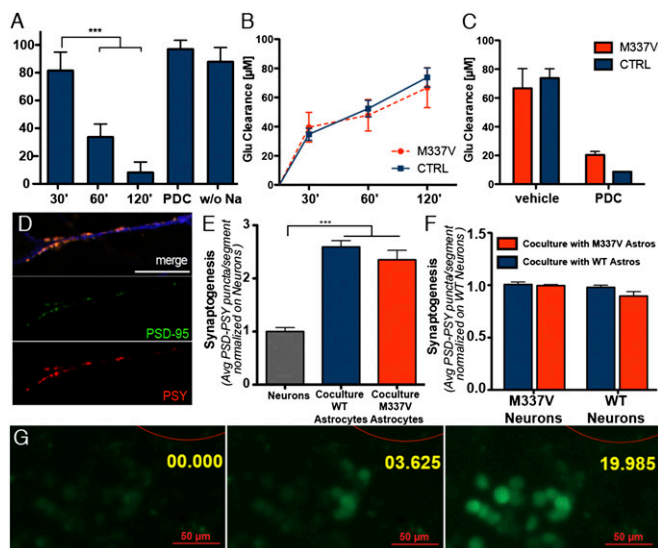 A
***
100
80
60
40
20
0
30' 60' 120' PDC w/o Na
B
Glu Clearance [µM]
100
80
60
40
20
M337V
CTRL
30' 60' 120'
C
M337V
CTRL
Glu Clearance [µM]
100
80
60
40
20
0
vehicle PDC
D
merge
PSD-95
PSY
E
Synaptogenesis
(Avg PSD-PSY puncta/segment
normalized on Neurons)
***
3
2
1
0
Neurons
Coculture
WT
Astrocytes
Coculture
M337V
Astrocytes
F
Coculture with M337V Astros
Coculture with WT Astros
Synaptogenesis
(Avg PSD-PSY puncta/segment
normalized on WT Neurons)
1.5
1.0
0.5
0.0
M337V
Neurons
WT
Neurons
G
00.000
50 µm
03.625
50 µm
19.985
50 µm